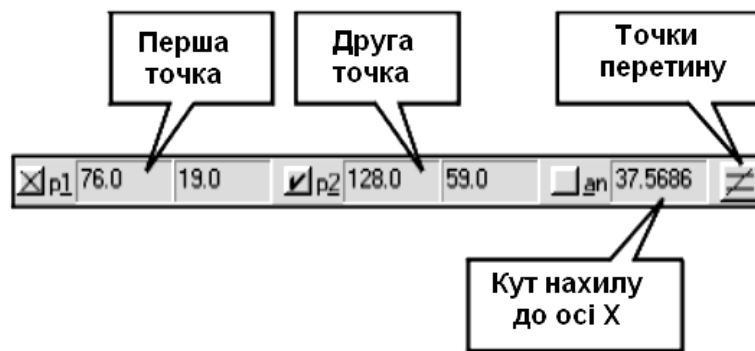 Перша
точка
Друга
точка
Точки
перетину
p1 76.0 19.0 p2 128.0 59.0 an 37.5686
Кут нахилу
до осі X